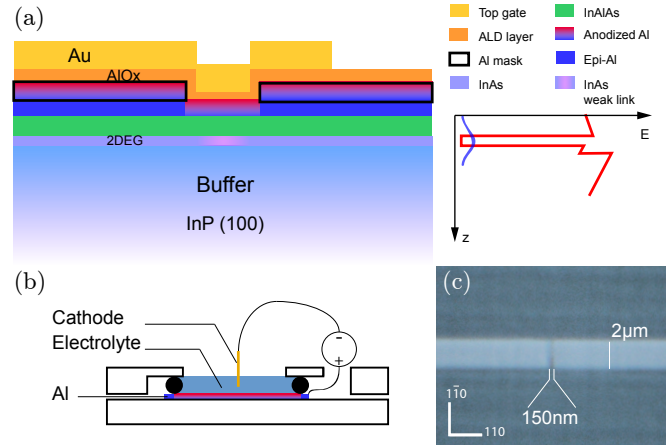 (a)
Au
AlOx
2DEG
Buffer
InP (100)
Top gate
ALD layer
Al mask
InAs
InAlAs
Anodized Al
Epi-Al
InAs
weak link
E
z
(b)
Cathode
Electrolyte
Al
-
+
(c)
2μm
150nm
11̄0
110